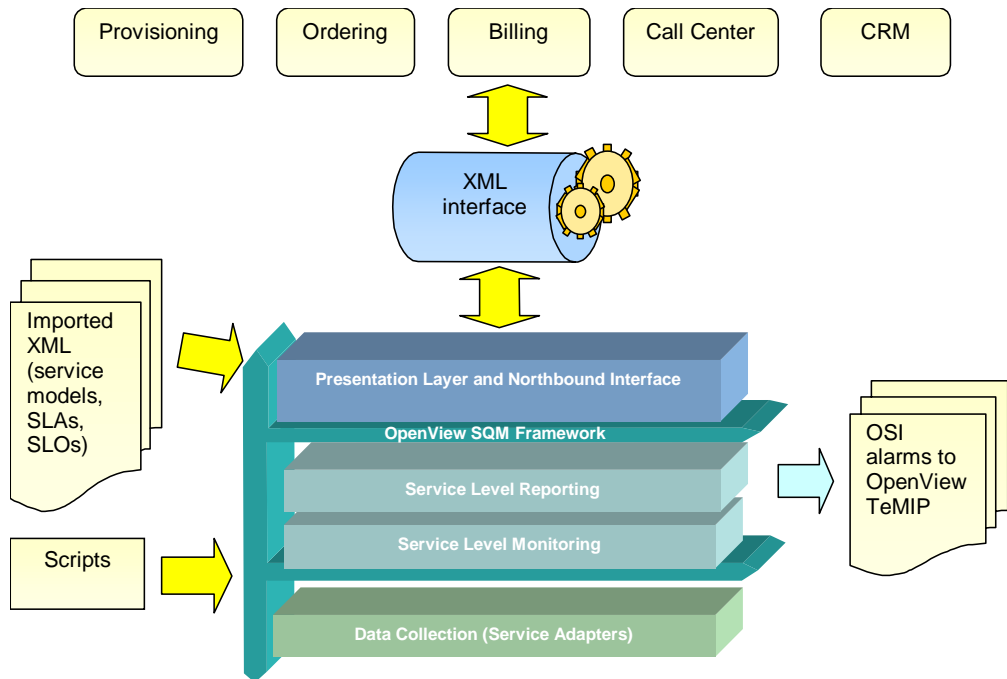 Provisioning
Ordering
Billing
Call Center
CRM
XML
interface
Imported
XML
(service
models,
SLAs,
SLOs)
Presentation Layer and Northbound Interface
OpenView SQM Framework
Service Level Reporting
Service Level Monitoring
Data Collection (Service Adapters)
OSI
alarms to
OpenView
TeMIP
Scripts